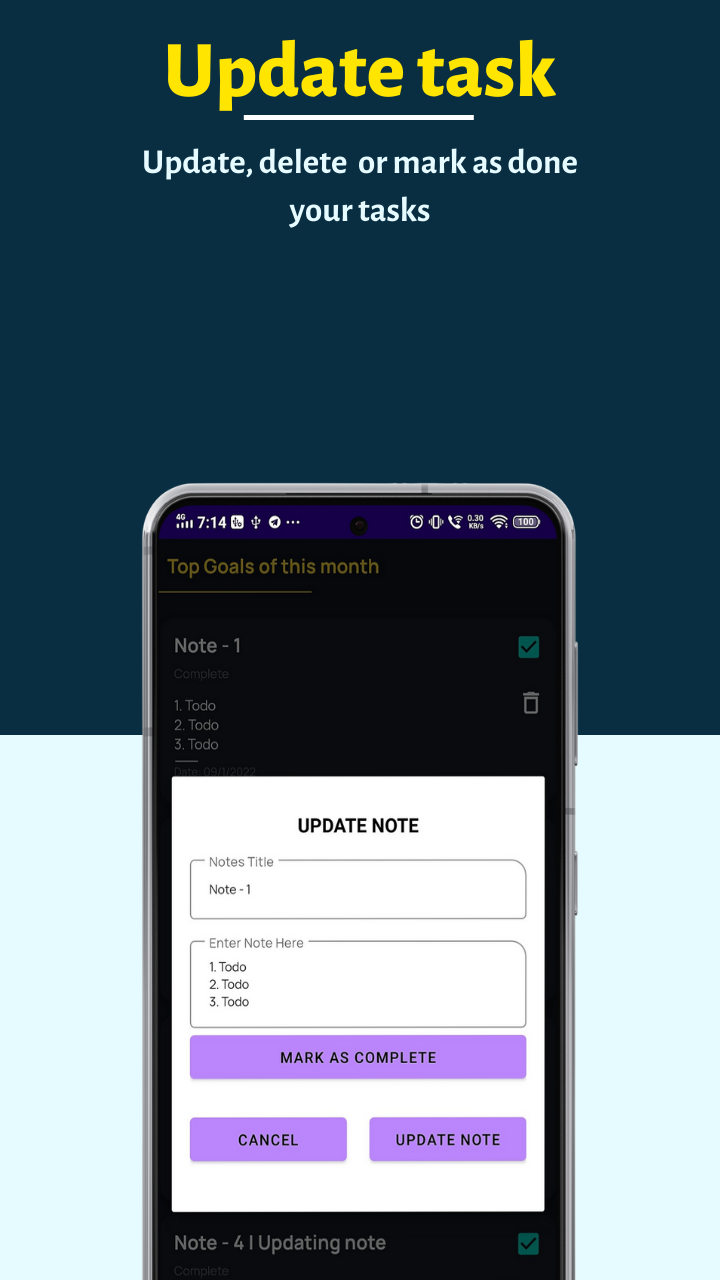 Update task
Update, delete or mark as done
your tasks
4G 7:14 0.30 KB/s 100
Top Goals of this month
Note - 1
Complete
1. Todo
2. Todo
3. Todo
Date: 09/1/2022
UPDATE NOTE
Notes Title
Note - 1
Enter Note Here
1. Todo
2. Todo
3. Todo
MARK AS COMPLETE
CANCEL UPDATE NOTE
Note - 4 | Updating note
Complete